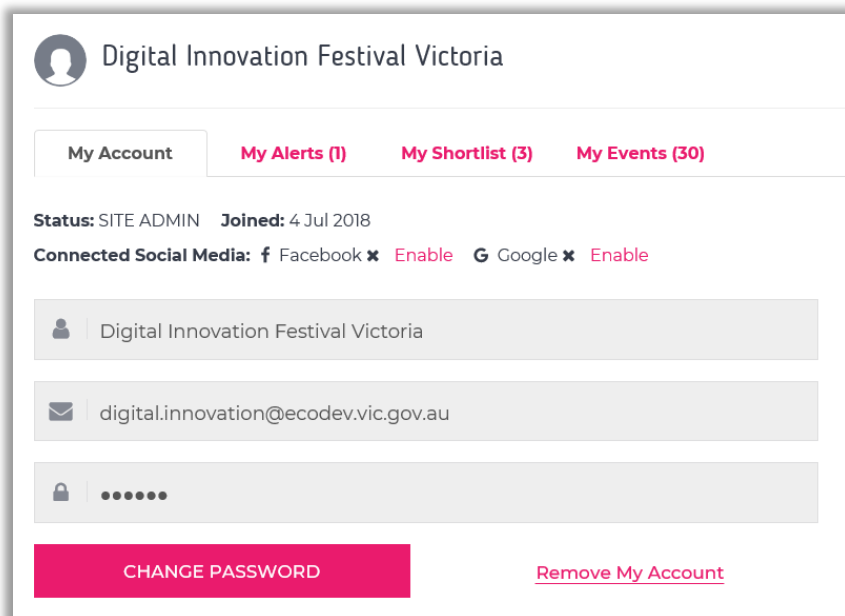 Digital Innovation Festival Victoria
My Account My Alerts (1) My Shortlist (3) My Events (30)
Status: SITE ADMIN Joined: 4 Jul 2018
Connected Social Media: Facebook ✖ Enable Google ✖ Enable
Digital Innovation Festival Victoria
digital.innovation@ecodev.vic.gov.au
••••••
CHANGE PASSWORD Remove My Account